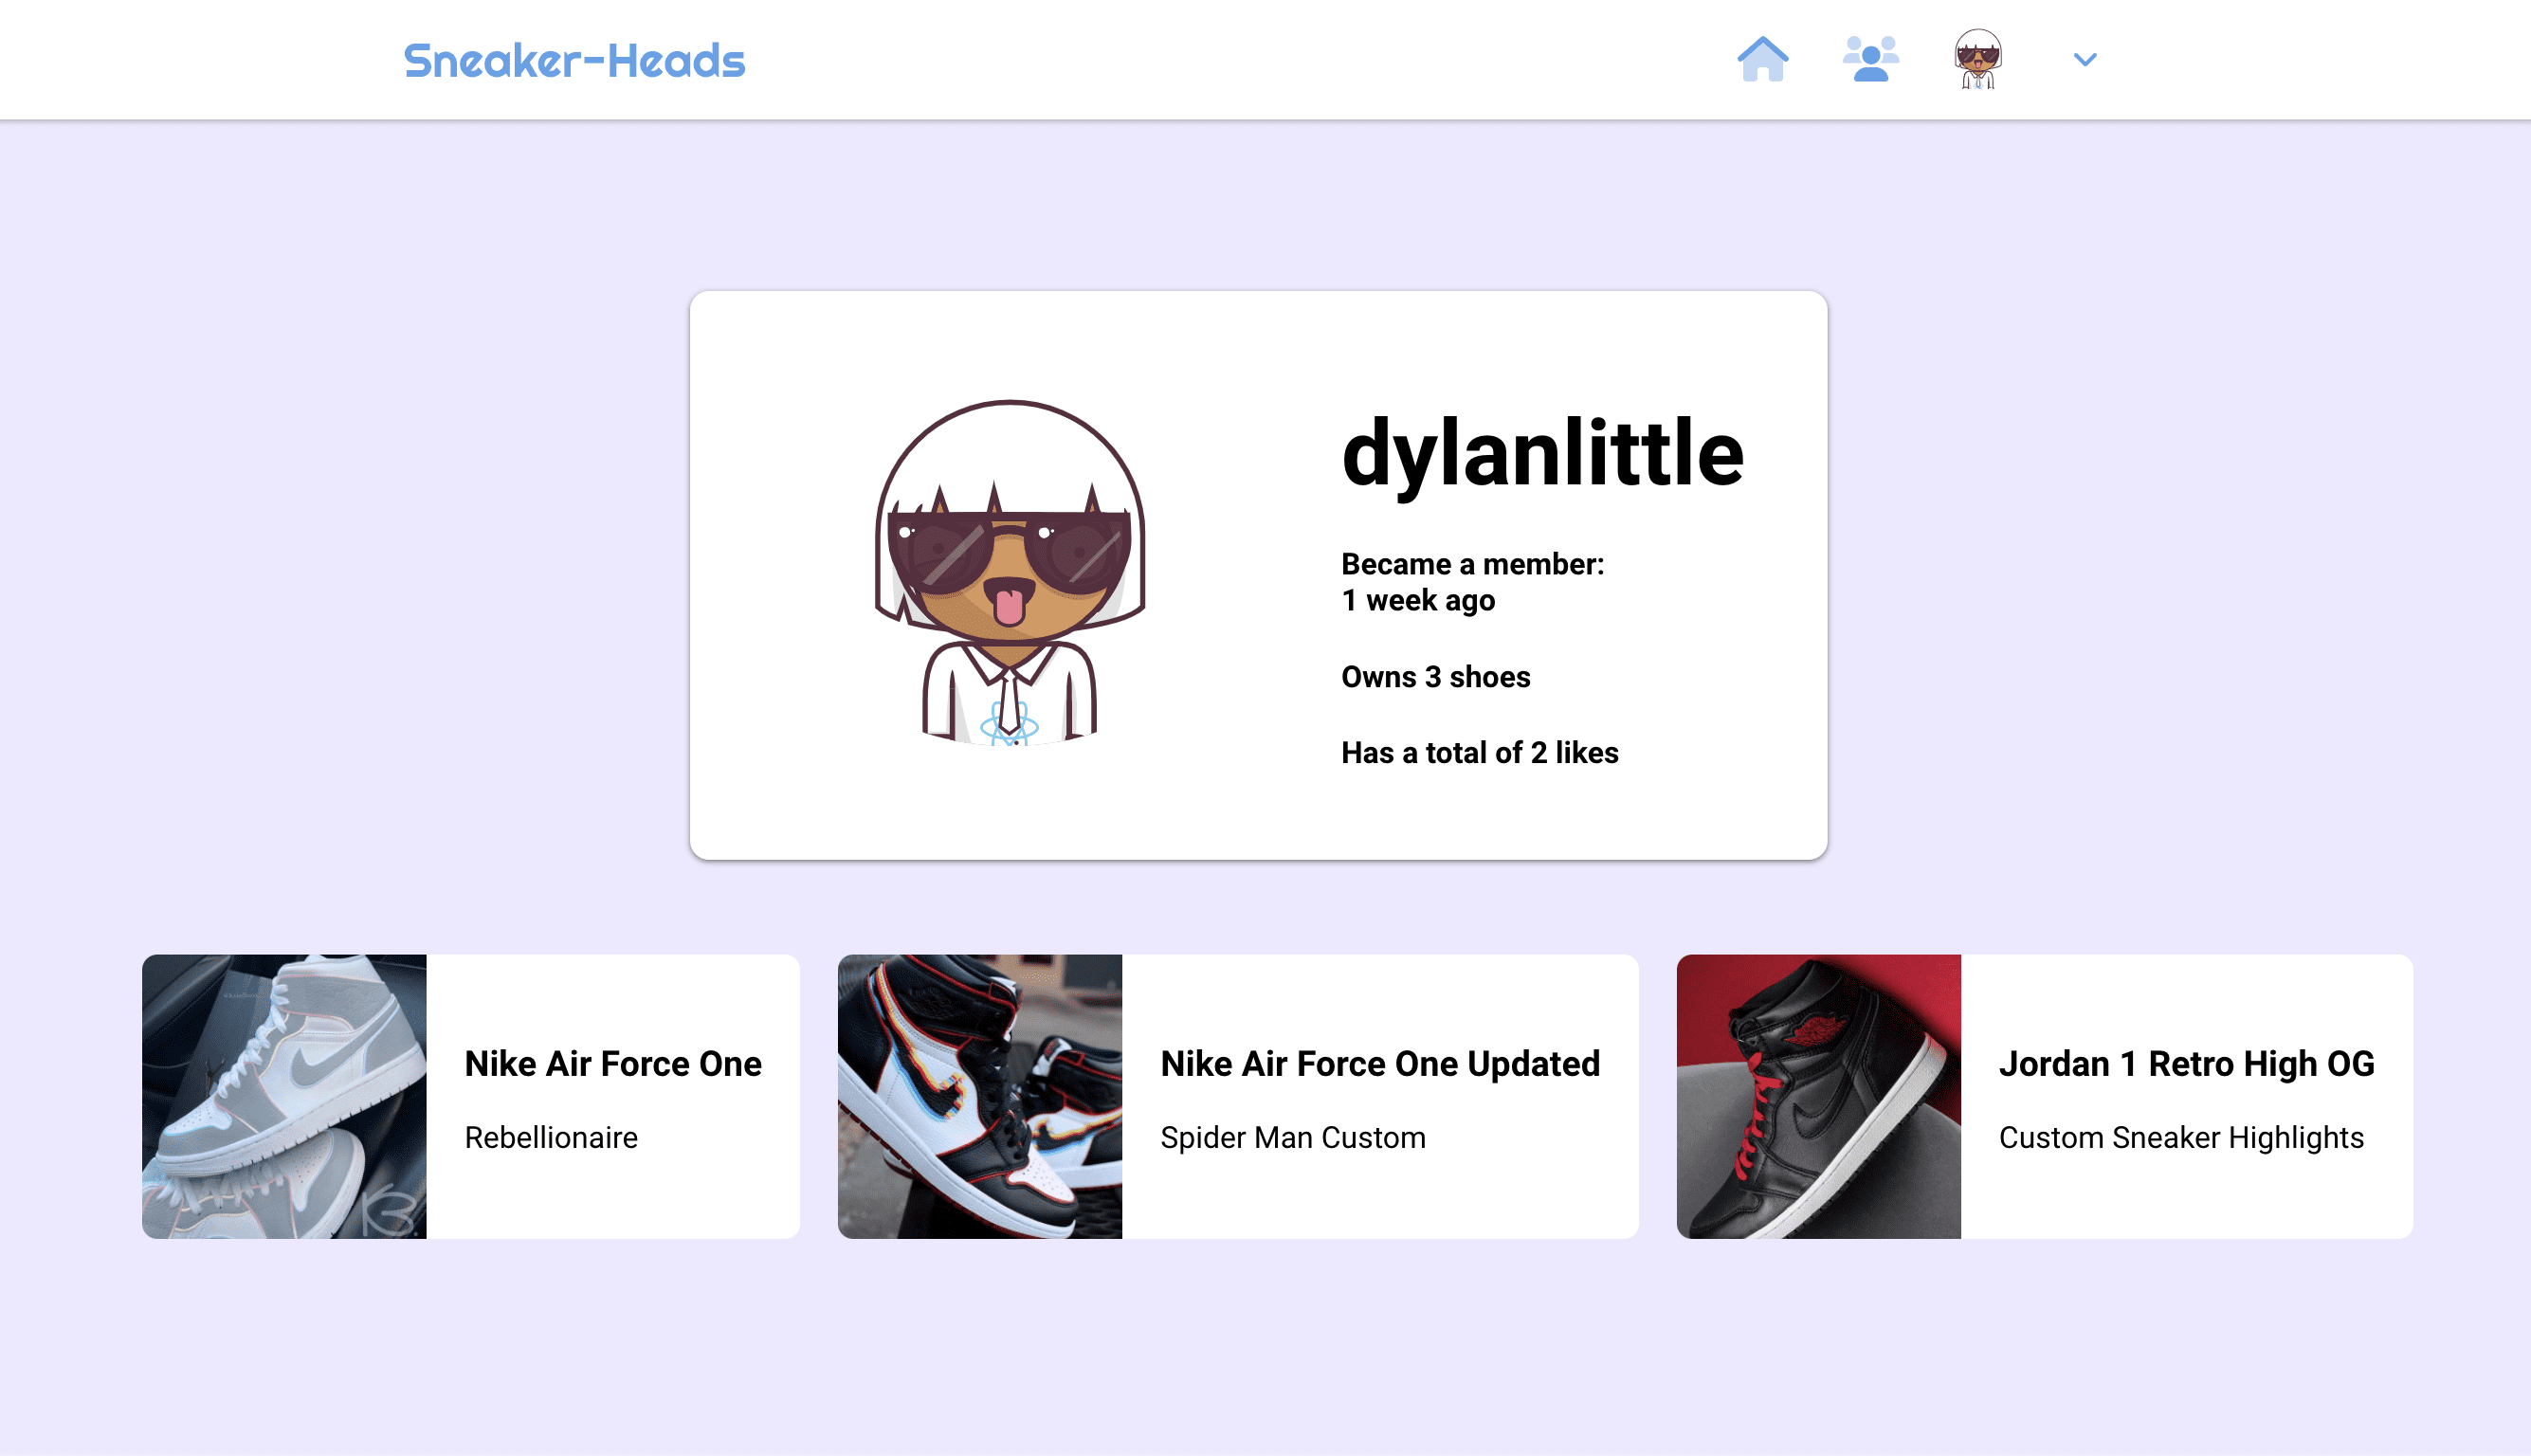 Sneaker-Heads
dylanlittle
Became a member:
1 week ago
Owns 3 shoes
Has a total of 2 likes
Nike Air Force One
Rebellionaire
Nike Air Force One Updated
Spider Man Custom
Jordan 1 Retro High OG
Custom Sneaker Highlights